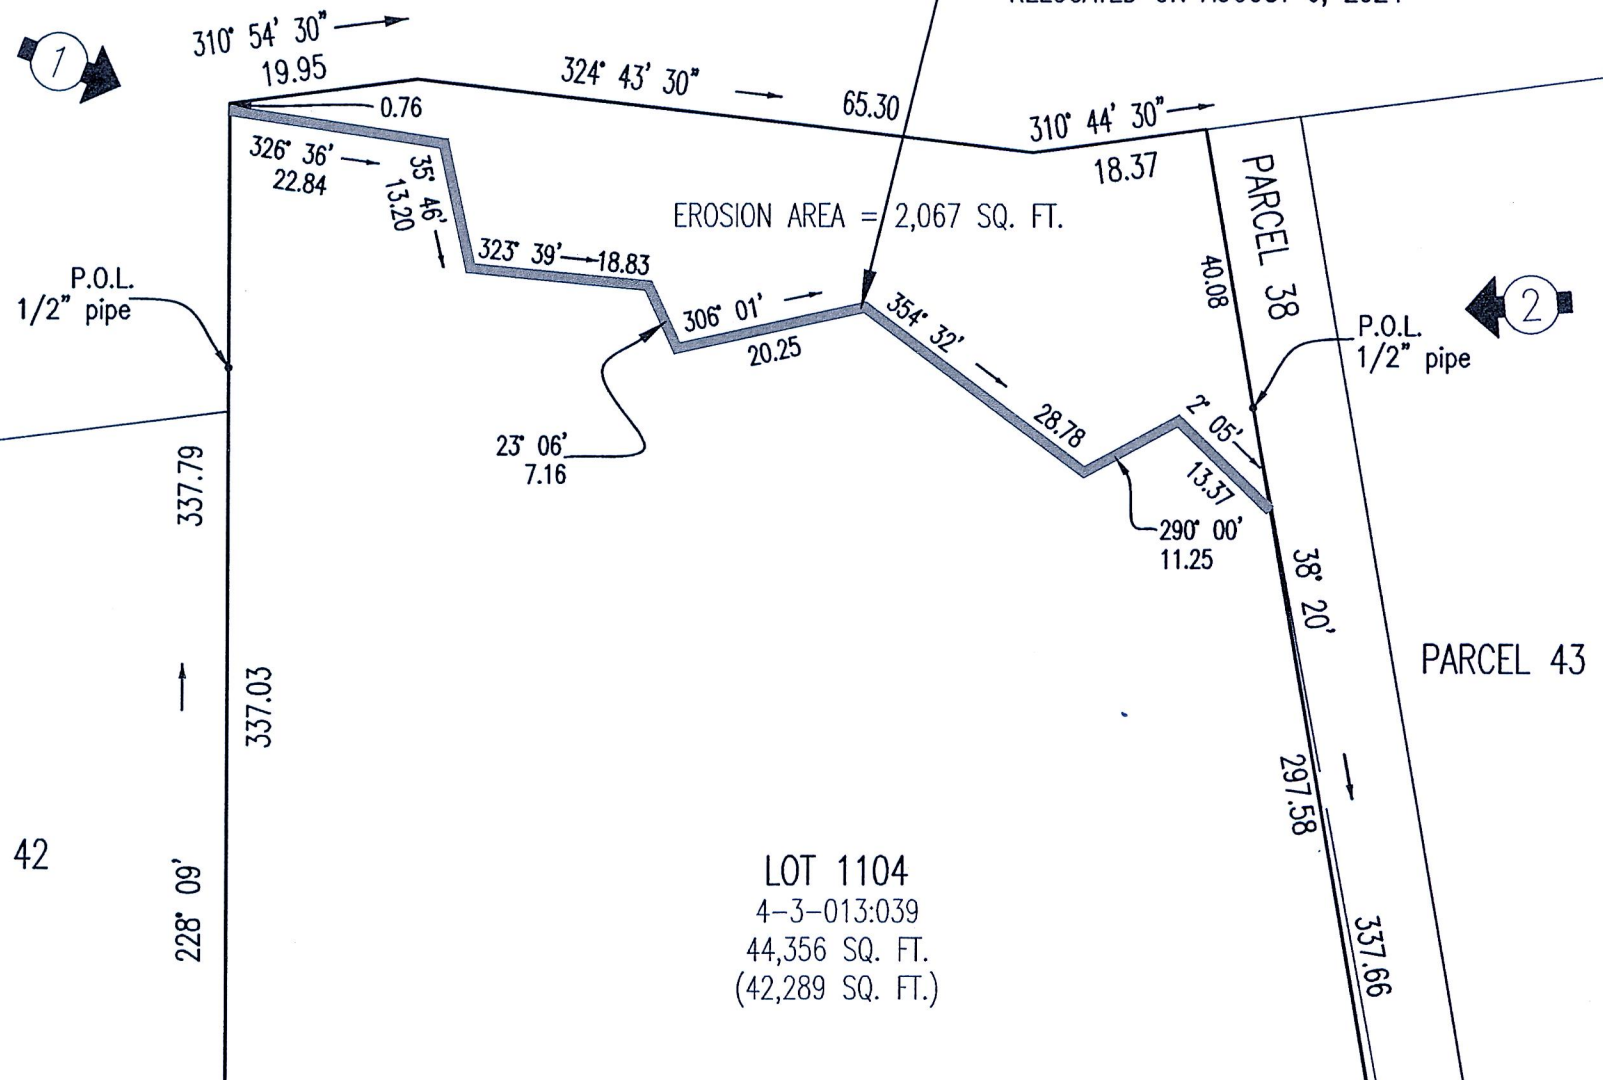 310° 54' 30"
19.95
1
324° 43' 30"
65.30
310° 44' 30"
18.37
0.76
326° 36'
22.84
35° 46'
13.20
EROSION AREA = 2,067 SQ. FT.
PARCEL 38
40.08
323° 39'
18.83
P.O.L.
1/2" pipe
306° 01'
20.25
354° 32'
28.78
2
P.O.L.
1/2" pipe
23° 06'
7.16
2° 05'
13.37
290° 00'
11.25
337.79
38° 20'
337.03
PARCEL 43
297.58
42
228° 09'
LOT 1104
4-3-013:039
44,356 SQ. FT.
(42,289 SQ. FT.)
337.66